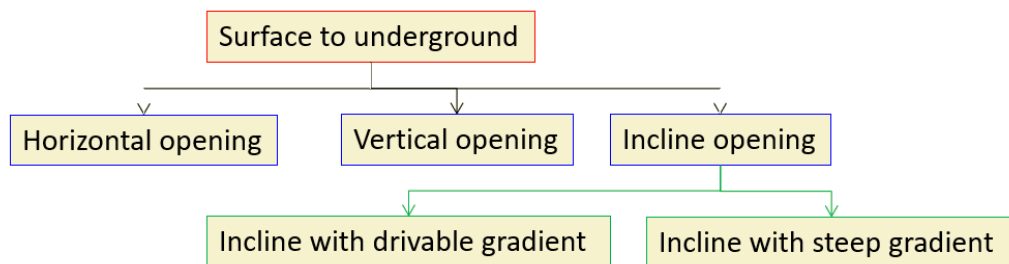 Surface to underground
Horizontal opening
Vertical opening
Incline opening
Incline with drivable gradient
Incline with steep gradient